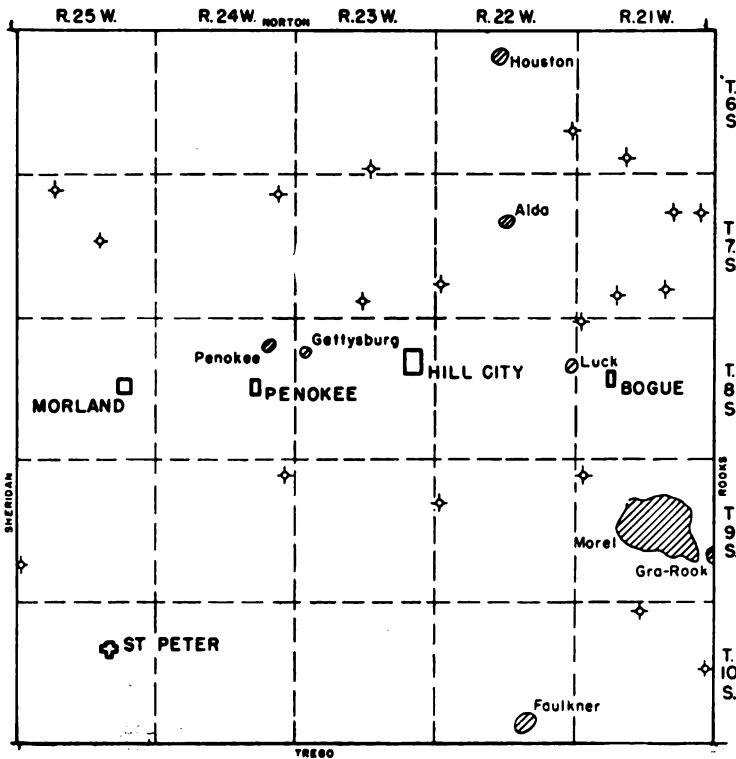 R.25 W. R.24 W. NORTON R.23 W. R.22 W. R.21 W.
Houston
T.
6
S
Alda
T
7.
S
Gettysburg
Penokee
Luck
HILL CITY
T.
8
S
MORLAND
PENOKEE
BOGUE
SHERIDAN
ROOKS
T
9
S.
Morel
Gra-Rook
ST PETER
T.
10
S.
Faulkner
TREGO